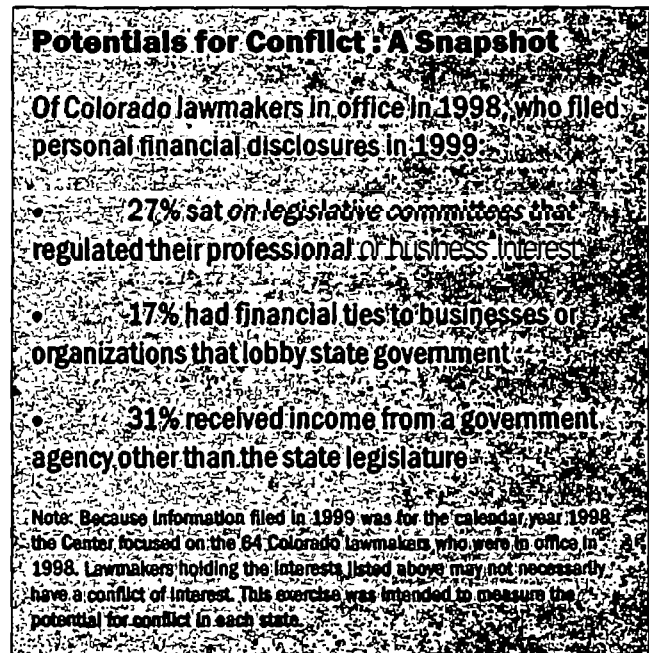 Potentials for Conflict : A Snapshot
Of Colorado lawmakers in office in 1998, who filed
personal financial disclosures in 1999:
• 27% sat on legislative committees that
regulated their professional or business interest
• 17% had financial ties to businesses or
organizations that lobby state government
• 31% received income from a government
agency other than the state legislature
Note: Because information filed in 1999 was for the calendar year 1998,
the Center focused on the 64 Colorado lawmakers who were in office in
1998. Lawmakers holding the interests listed above may not necessarily
have a conflict of interest. This exercise was intended to measure the
potential for conflict in each state.